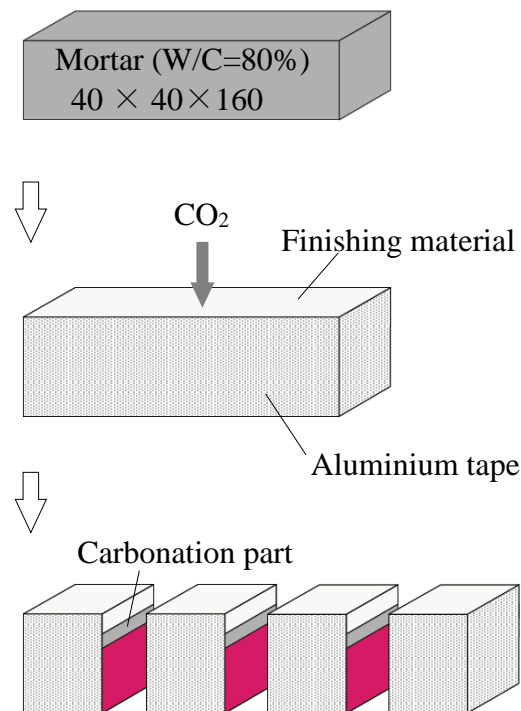 Mortar (W/C=80%)
40 × 40×160
CO₂
Finishing material
Aluminium tape
Carbonation part